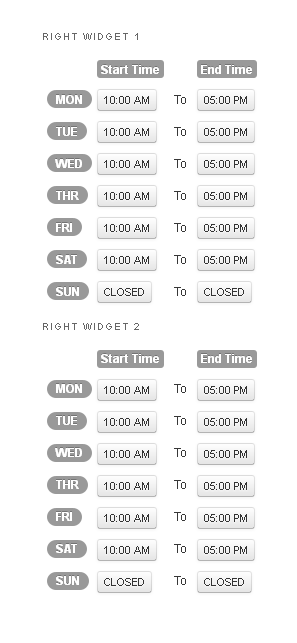 RIGHT WIDGET 1
Start Time End Time
MON 10:00 AM To 05:00 PM
TUE 10:00 AM To 05:00 PM
WED 10:00 AM To 05:00 PM
THR 10:00 AM To 05:00 PM
FRI 10:00 AM To 05:00 PM
SAT 10:00 AM To 05:00 PM
SUN CLOSED To CLOSED
RIGHT WIDGET 2
Start Time End Time
MON 10:00 AM To 05:00 PM
TUE 10:00 AM To 05:00 PM
WED 10:00 AM To 05:00 PM
THR 10:00 AM To 05:00 PM
FRI 10:00 AM To 05:00 PM
SAT 10:00 AM To 05:00 PM
SUN CLOSED To CLOSED